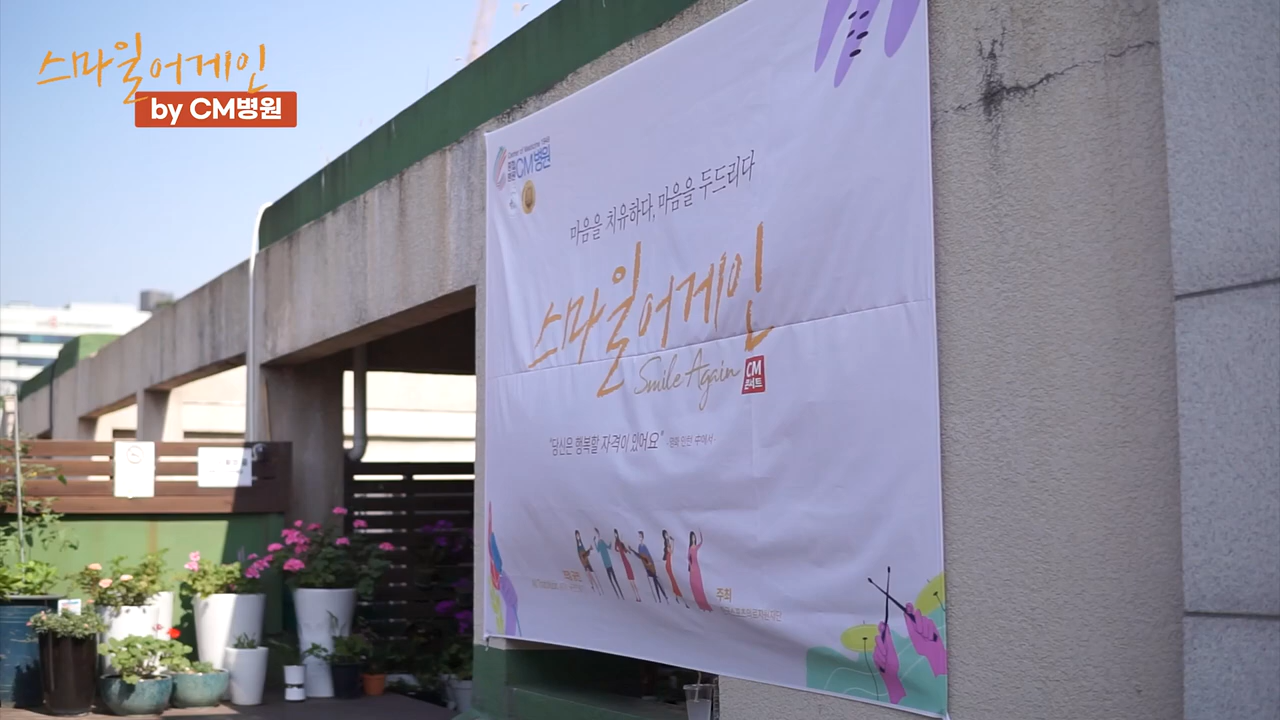 스마일어게인
by CM병원
CM병원
마음을 치유하다, 마음을 두드리다
스마일어게인
Smile Again
CM
콘서트
"당신은 행복할 자격이 있어요"
주최